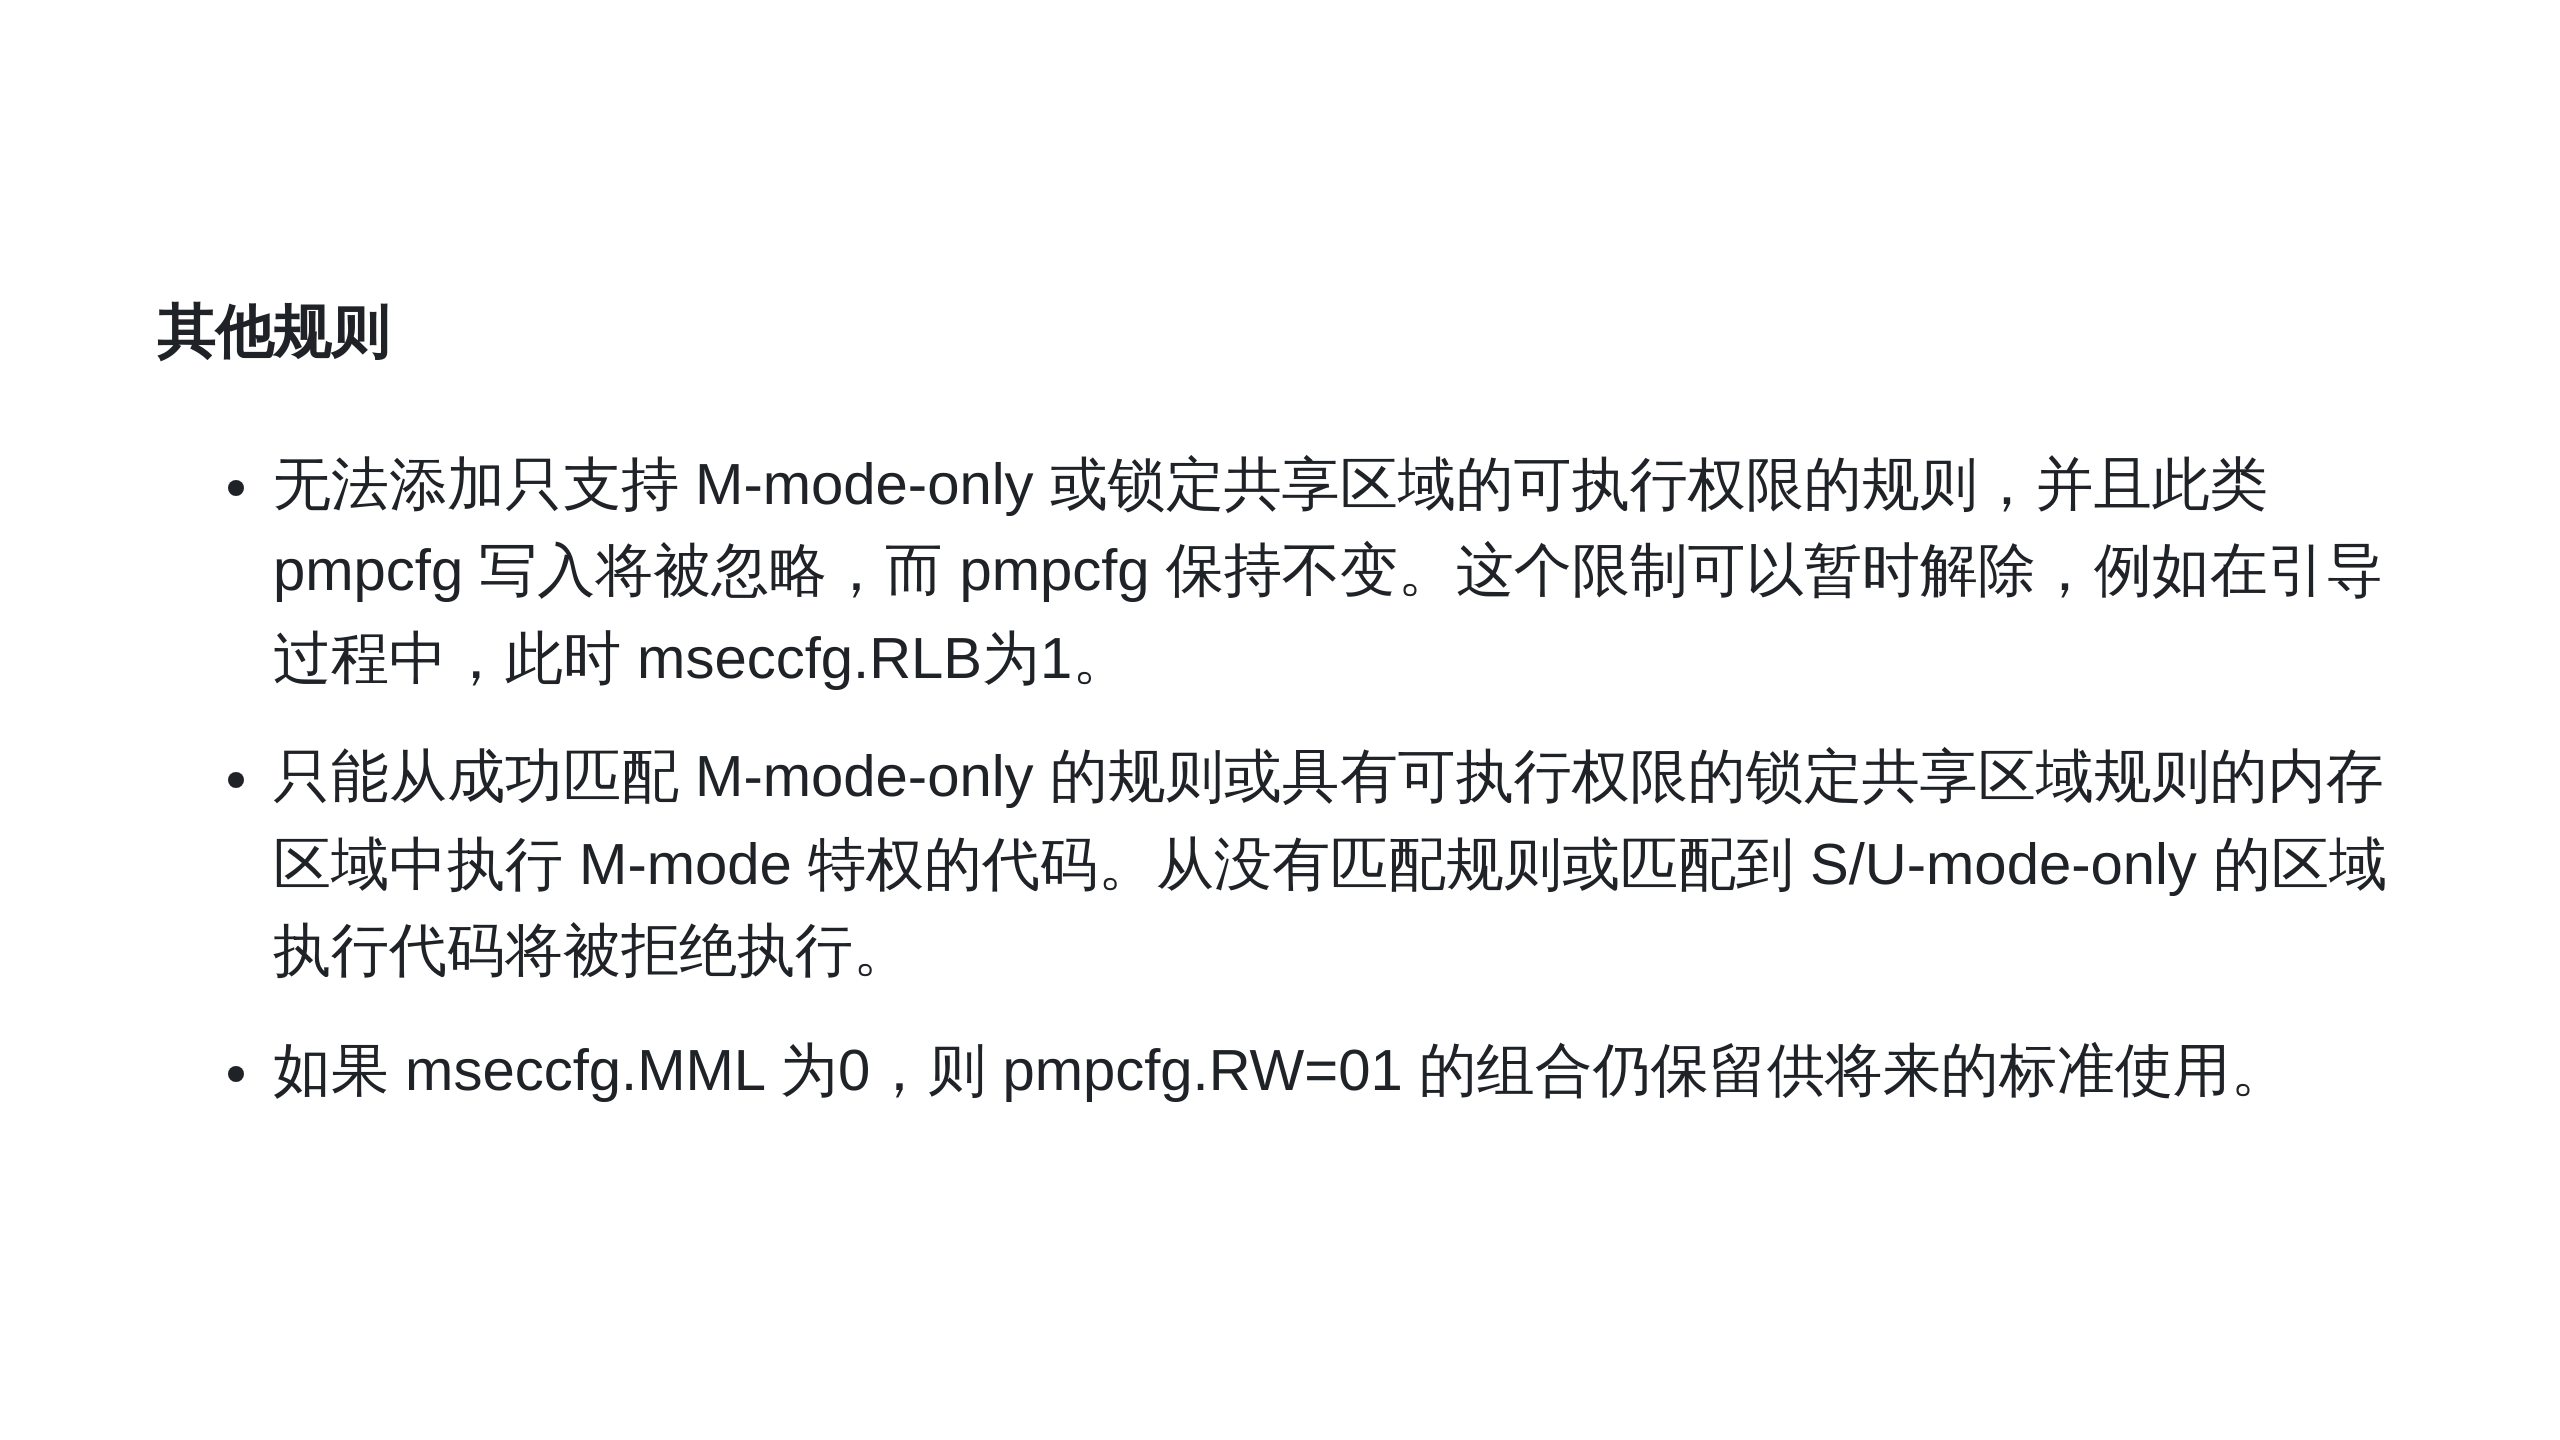 其他规则
无法添加只支持 M-mode-only 或锁定共享区域的可执行权限的规则，并且此类
pmpcfg 写入将被忽略，而 pmpcfg 保持不变。这个限制可以暂时解除，例如在引导
过程中，此时 mseccfg.RLB为1。
只能从成功匹配 M-mode-only 的规则或具有可执行权限的锁定共享区域规则的内存
区域中执行 M-mode 特权的代码。从没有匹配规则或匹配到 S/U-mode-only 的区域
执行代码将被拒绝执行。
如果 mseccfg.MML 为0，则 pmpcfg.RW=01 的组合仍保留供将来的标准使用。